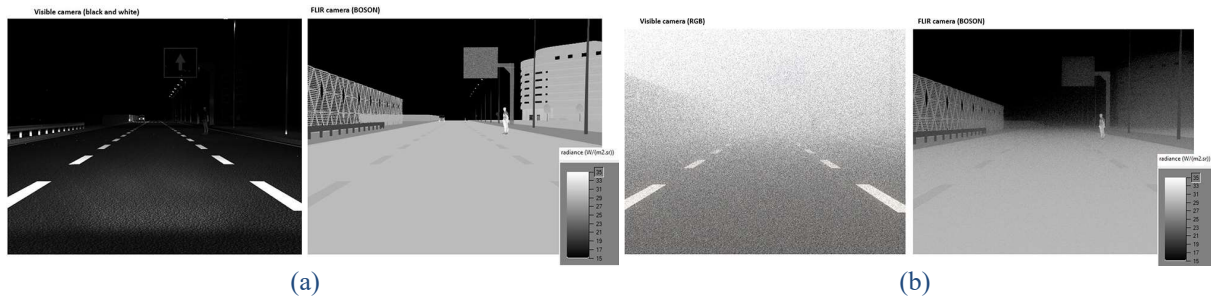 Visible camera (black and white)
FLIR camera (BOSON)
Visible camera (RGB)
FLIR camera (BOSON)
radiance (W/(m2.sr))
35
33
31
29
27
25
23
21
19
17
15
radiance (W/(m2.sr))
35
33
31
29
27
25
23
21
19
17
15
(a)
(b)